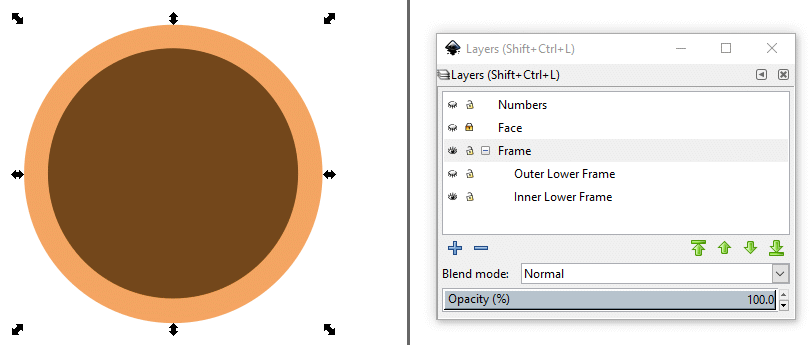 Layers (Shift+Ctrl+L)
Layers (Shift+Ctrl+L)
Numbers
Face
Frame
Outer Lower Frame
Inner Lower Frame
Blend mode: Normal
Opacity (%) 100.0